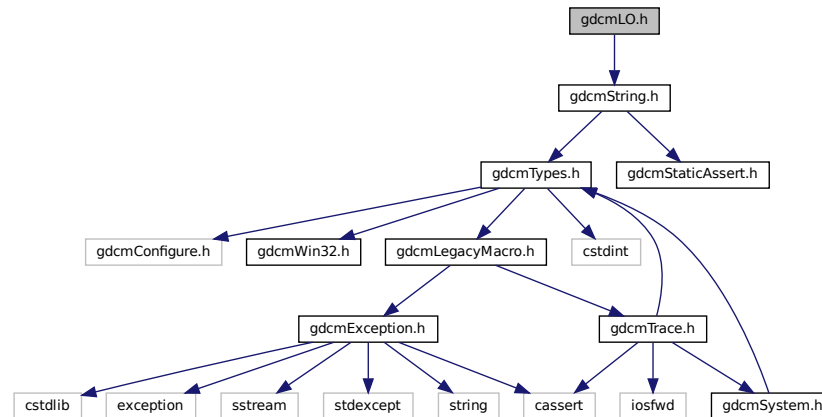 gdcmLO.h
gdcmString.h
gdcmTypes.h
gdcmStaticAssert.h
gdcmConfigure.h
gdcmWin32.h
gdcmLegacyMacro.h
cstdint
gdcmException.h
gdcmTrace.h
cstdlib
exception
sstream
stdexcept
string
cassert
iosfwd
gdcmSystem.h